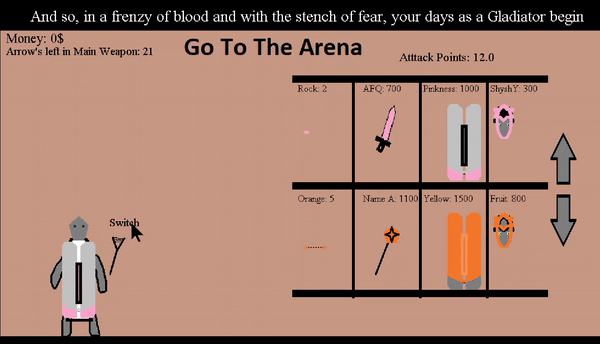 And so, in a frenzy of blood and with the stench of fear, your days as a Gladiator begin
Money: 0$
Arrow's left in Main Weapon: 21
Go To The Arena
Atttack Points: 12.0
Rock: 2
AFQ: 700
Pinkness: 1000
ShyshY: 300
Switch
Orange: 5
Name A: 1100
Yellow: 1500
Fruit: 800